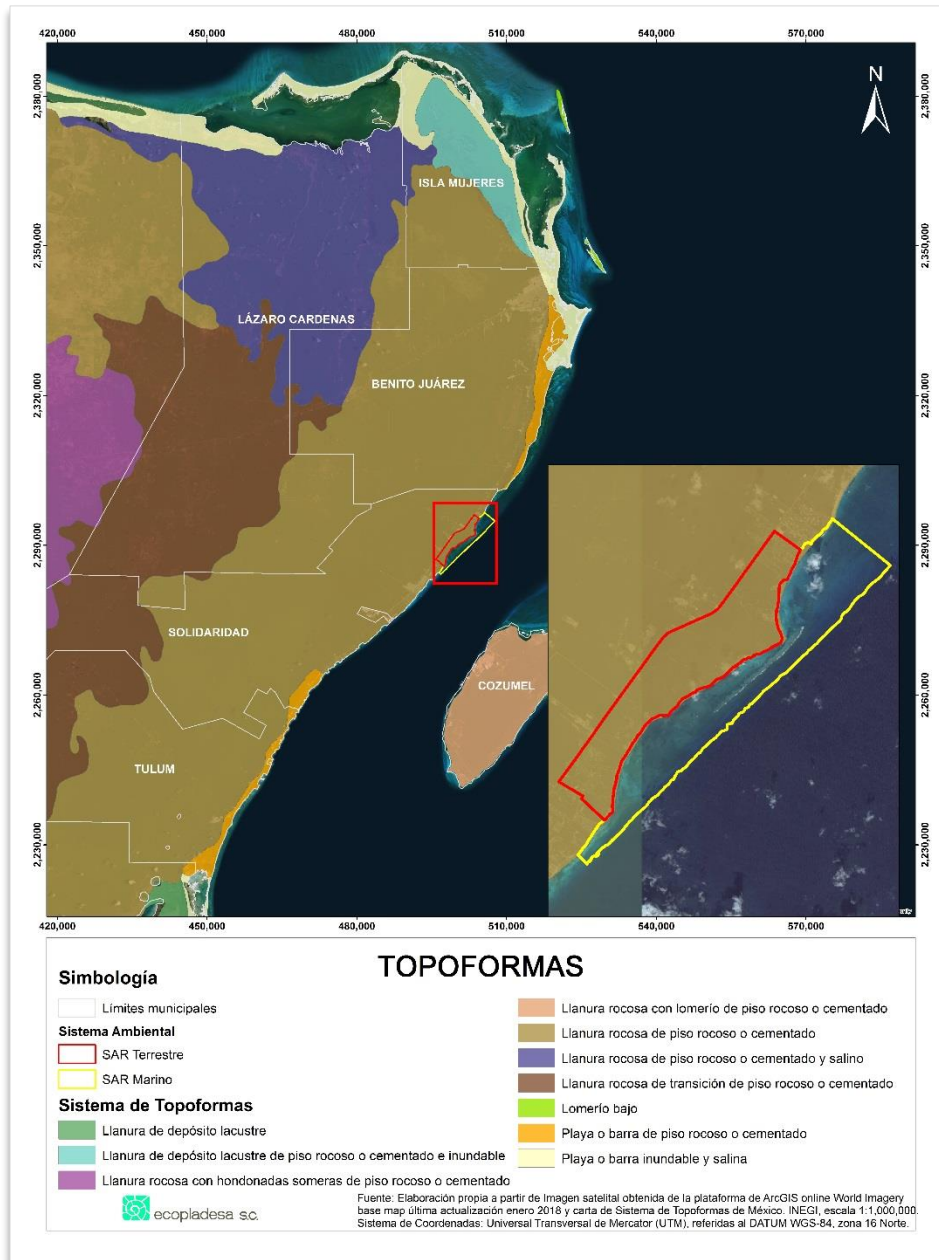 420,000 450,000 480,000 510,000 540,000 570,000
N
2,380,000 2,380,000
ISLA MUJERES
2,350,000 2,350,000
LÁZARO CARDENAS
BENITO JUÁREZ
2,320,000 2,320,000
2,290,000 2,290,000
SOLIDARIDAD
COZUMEL
2,260,000 2,260,000
TULUM
2,230,000 2,230,000
420,000 450,000 480,000 510,000 540,000 570,000
TOPOFORMAS
Simbología
Límites municipales
Sistema Ambiental
SAR Terrestre
SAR Marino
Sistema de Topoformas
Llanura de depósito lacustre
Llanura de depósito lacustre de piso rocoso o cementado e inundable
Llanura rocosa con hondonadas someras de piso rocoso o cementado
Llanura rocosa con lomerío de piso rocoso o cementado
Llanura rocosa de piso rocoso o cementado
Llanura rocosa de piso rocoso o cementado y salino
Llanura rocosa de transición de piso rocoso o cementado
Lomerío bajo
Playa o barra de piso rocoso o cementado
Playa o barra inundable y salina
ecopladesa s.c.
Fuente: Elaboración propia a partir de Imagen satelital obtenida de la plataforma de ArcGIS online World Imagery
base map última actualización enero 2018 y carta de Sistema de Topoformas de México. INEGI, escala 1:1,000,000.
Sistema de Coordenadas: Universal Transversal de Mercator (UTM), referidas al DATUM WGS-84, zona 16 Norte.